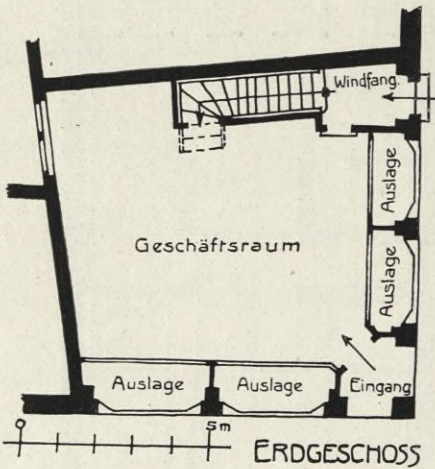 Windfang.
Auslage
Geschäftsraum
Auslage
Auslage
Auslage
Eingang
0
5m
ERDGESCHOSS